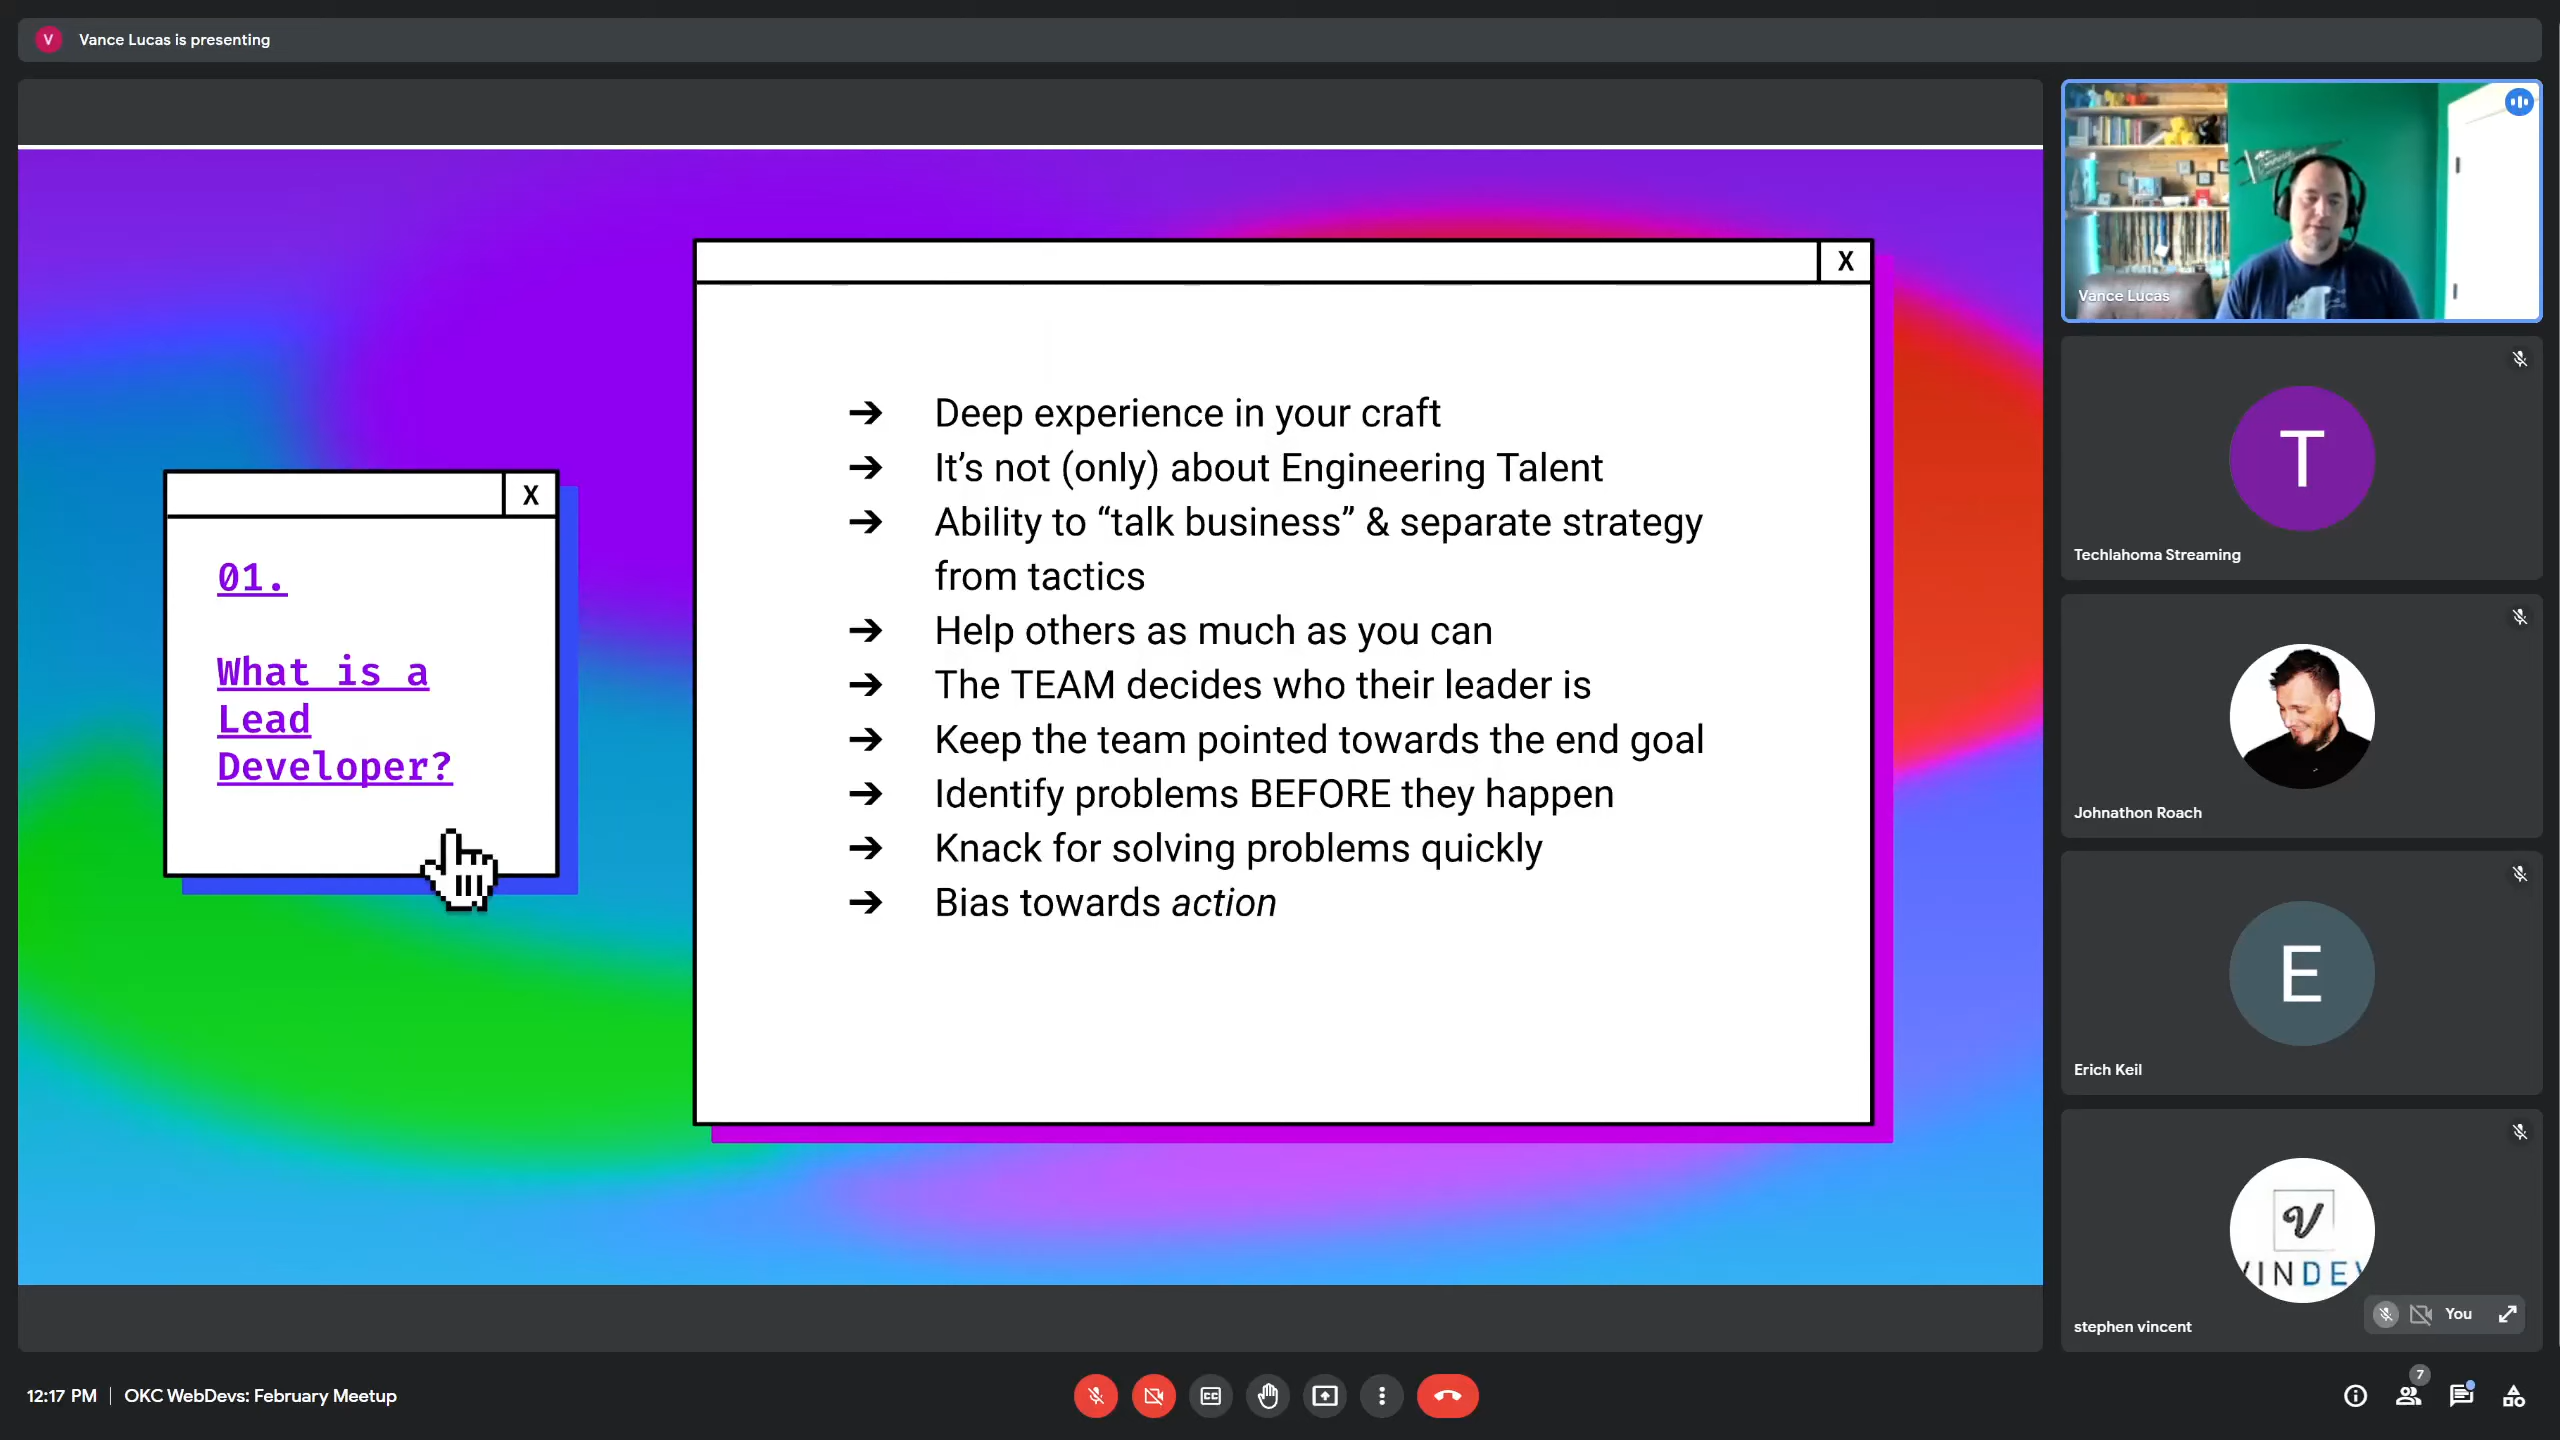 V Vance Lucas is presenting
X
01.
What is a
Lead
Developer?
X
➔ Deep experience in your craft
➔ It’s not (only) about Engineering Talent
➔ Ability to “talk business” & separate strategy
from tactics
➔ Help others as much as you can
➔ The TEAM decides who their leader is
➔ Keep the team pointed towards the end goal
➔ Identify problems BEFORE they happen
➔ Knack for solving problems quickly
➔ Bias towards action
Vance Lucas
T
Techlahoma Streaming
Johnathon Roach
E
Erich Keil
V
VINDEV
stephen vincent
You
12:17 PM | OKC WebDevs: February Meetup
CC
7